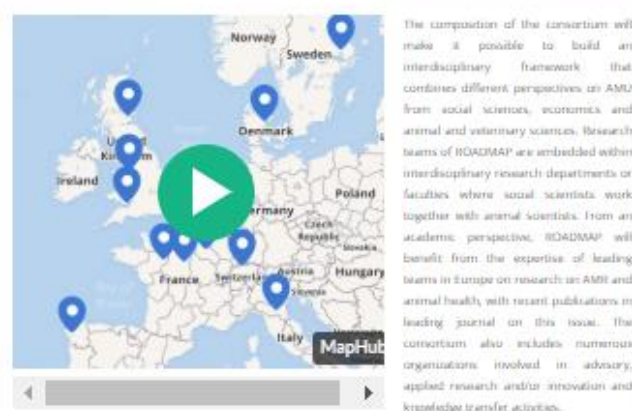 Norway
Sweden
Denmark
United
Kingdom
Ireland
Poland
Germany
Czech
Republic
Slovakia
France
Switzerland
Austria
Hungary
Slovenia
Italy
MapHub
The composition of the consortium will
make it possible to build an
interdisciplinary framework that
combines different perspectives on AMU
from social sciences, economics and
animal and veterinary sciences. Research
teams of ROADMAP are embedded within
interdisciplinary research departments or
faculties where social scientists work
together with animal scientists. From an
academic perspective, ROADMAP will
benefit from the expertise of leading
teams in Europe on research on AMR and
animal health, with recent publications in
leading journal on this issue. The
consortium also includes numerous
organizations involved in advisory,
applied research and/or innovation and
knowledge transfer activities.